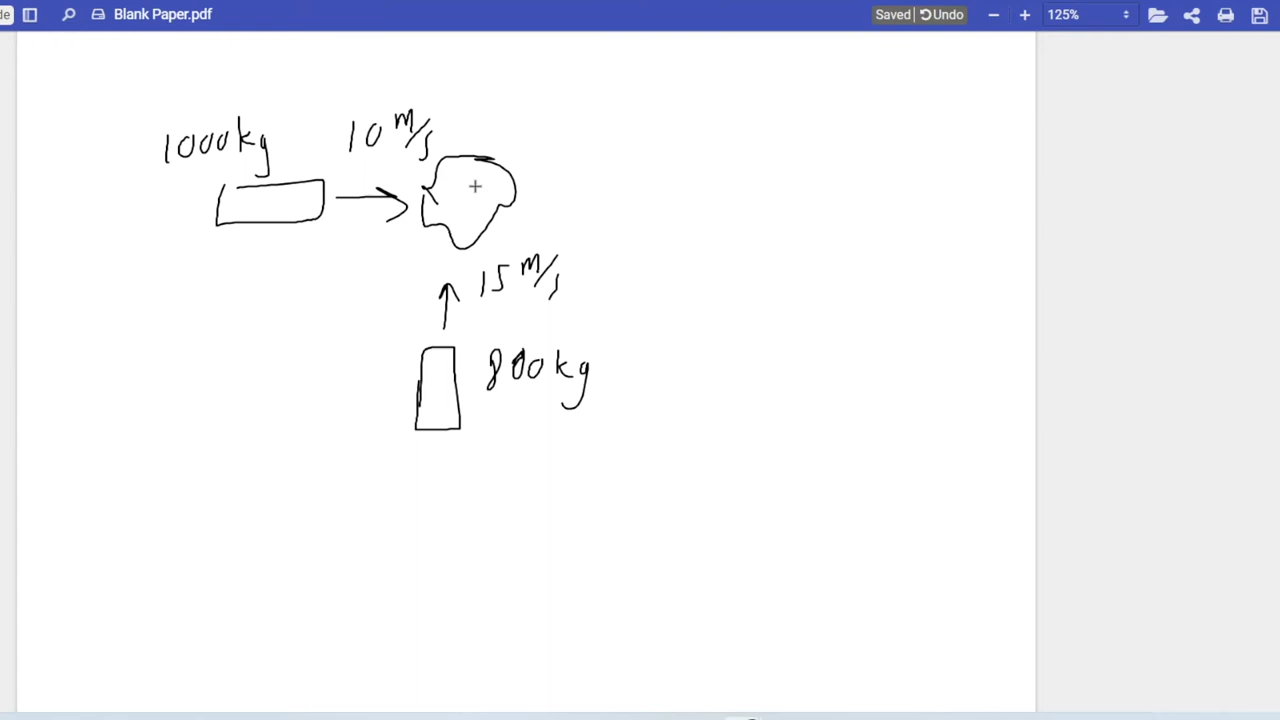 Blank Paper.pdf
Saved Undo
125%
1000kg
10 m/s
15 m/s
800kg